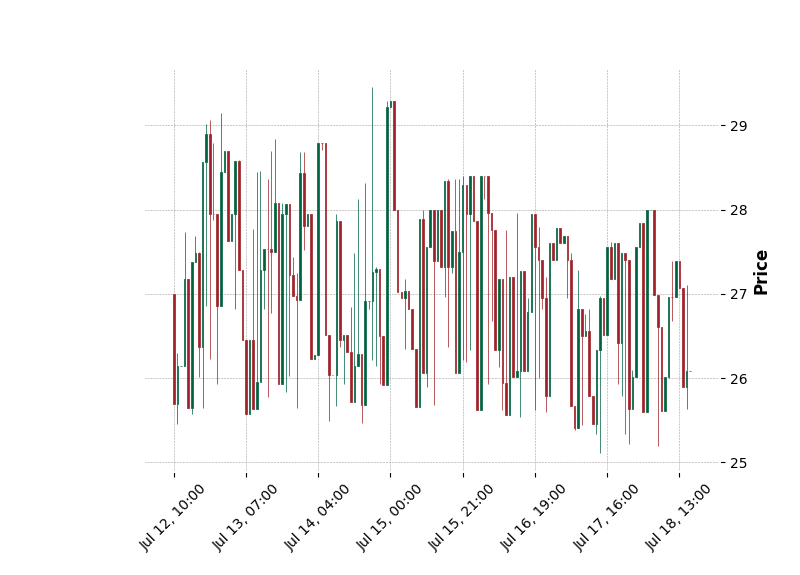 29
28
27
26
25
Price
Jul 12, 10:00
Jul 13, 07:00
Jul 14, 04:00
Jul 15, 00:00
Jul 15, 21:00
Jul 16, 19:00
Jul 17, 16:00
Jul 18, 13:00